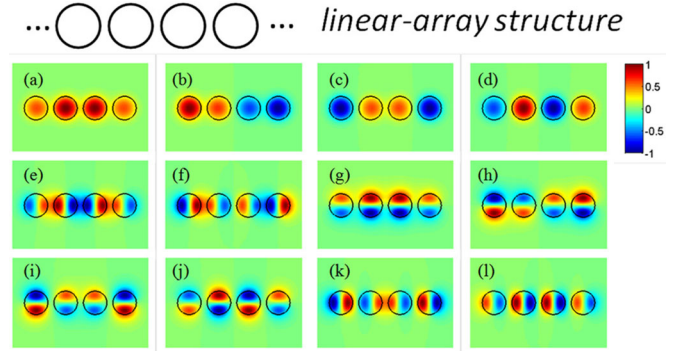 ... ... linear-array structure
(a) (b) (c) (d)
1
0.5
0
-0.5
-1
(e) (f) (g) (h)
(i) (j) (k) (l)